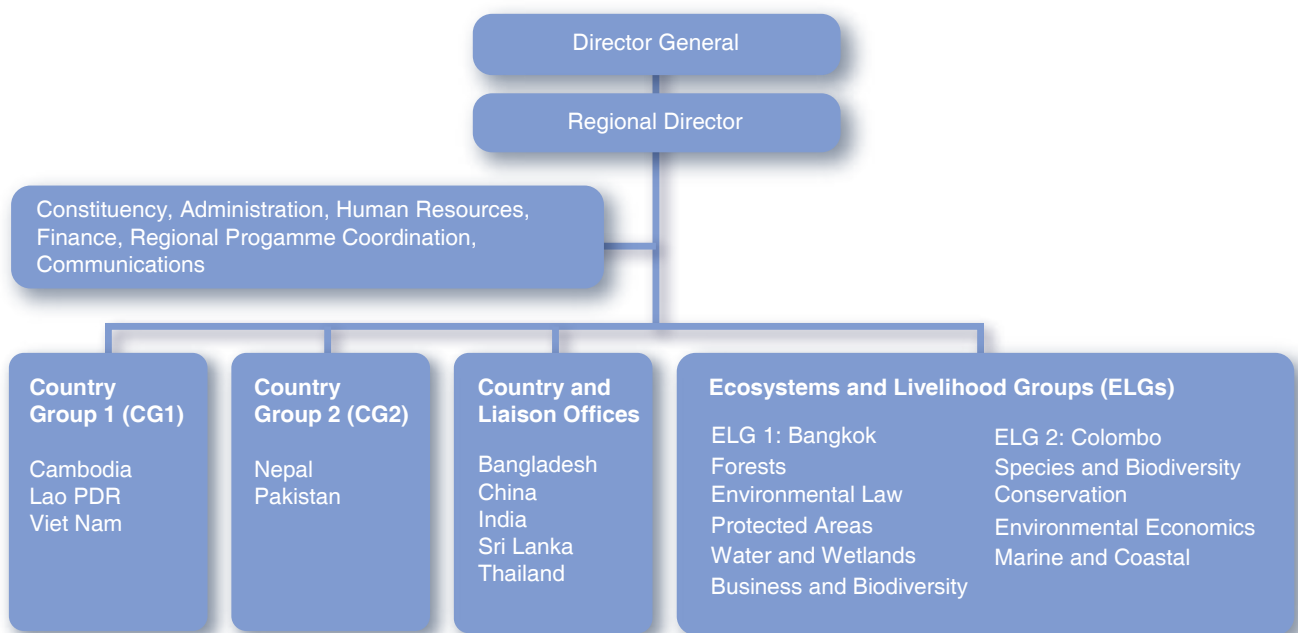 Director General
Regional Director
Constituency, Administration, Human Resources,
Finance, Regional Progamme Coordination,
Communications
Country
Group 1 (CG1)
Cambodia
Lao PDR
Viet Nam
Country
Group 2 (CG2)
Nepal
Pakistan
Country and
Liaison Offices
Bangladesh
China
India
Sri Lanka
Thailand
Ecosystems and Livelihood Groups (ELGs)
ELG 1: Bangkok
Forests
Environmental Law
Protected Areas
Water and Wetlands
Business and Biodiversity
ELG 2: Colombo
Species and Biodiversity
Conservation
Environmental Economics
Marine and Coastal